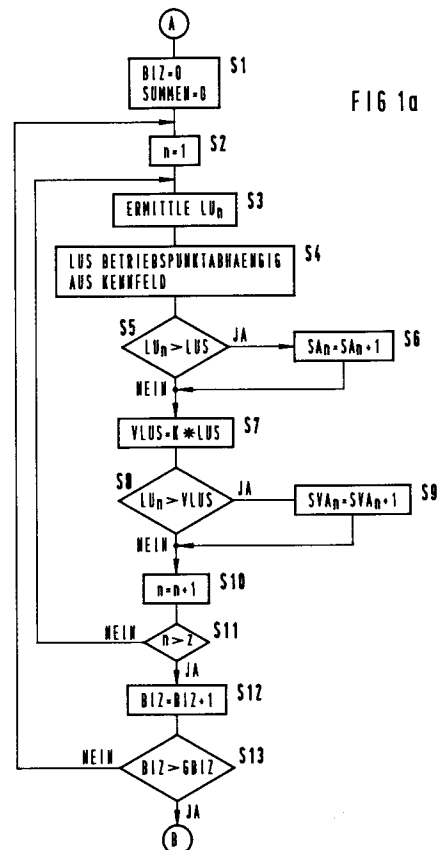 A
BIZ=0
SUMMEN=0
S1
FIG 1a
n=1
S2
ERMITTLE LUn
S3
LUS BETRIEBSPUNKTABHAENGIG
AUS KENNFELD
S4
S5
LUn>LUS
JA
SAn=SAn+1
S6
NEIN
VLUS=K*LUS
S7
S8
LUn>VLUS
JA
SVAn=SVAn+1
S9
NEIN
n=n+1
S10
NEIN
n>z
S11
JA
BIZ=BIZ+1
S12
NEIN
BIZ>GBIZ
S13
JA
B